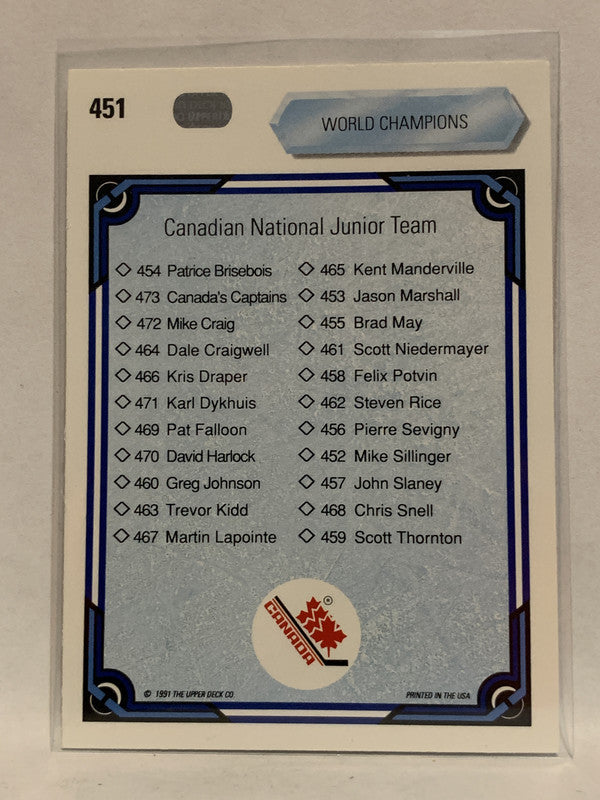 451
WORLD CHAMPIONS
Canadian National Junior Team
454 Patrice Brisebois
473 Canada's Captains
472 Mike Craig
464 Dale Craigwell
466 Kris Draper
471 Karl Dykhuis
469 Pat Falloon
470 David Harlock
460 Greg Johnson
463 Trevor Kidd
467 Martin Lapointe
465 Kent Manderville
453 Jason Marshall
455 Brad May
461 Scott Niedermayer
458 Felix Potvin
462 Steven Rice
456 Pierre Sevigny
452 Mike Sillinger
457 John Slaney
468 Chris Snell
459 Scott Thornton
CANADA
®
© 1991 THE UPPER DECK CO.
PRINTED IN THE USA